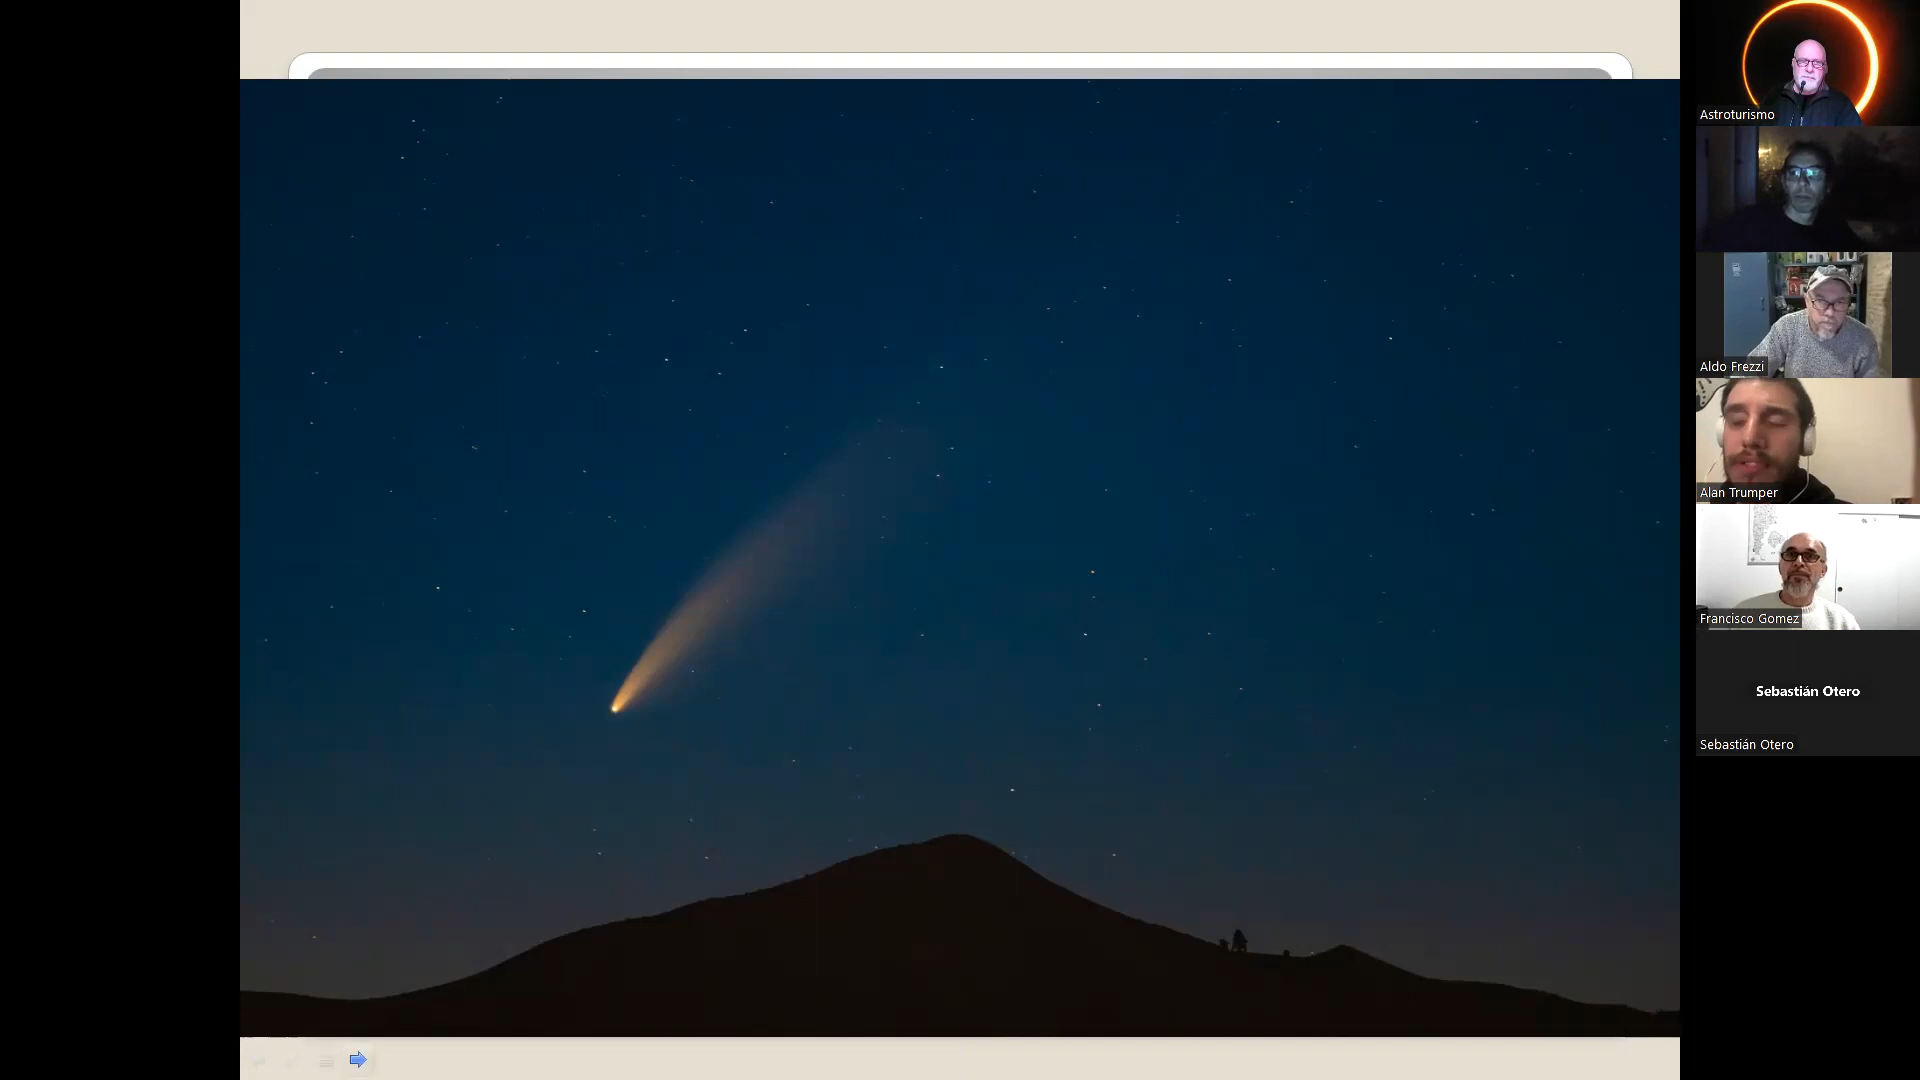 Astroturismo
Aldo Frezzi
Alan Trumper
Francisco Gomez
Sebastián Otero
Sebastián Otero